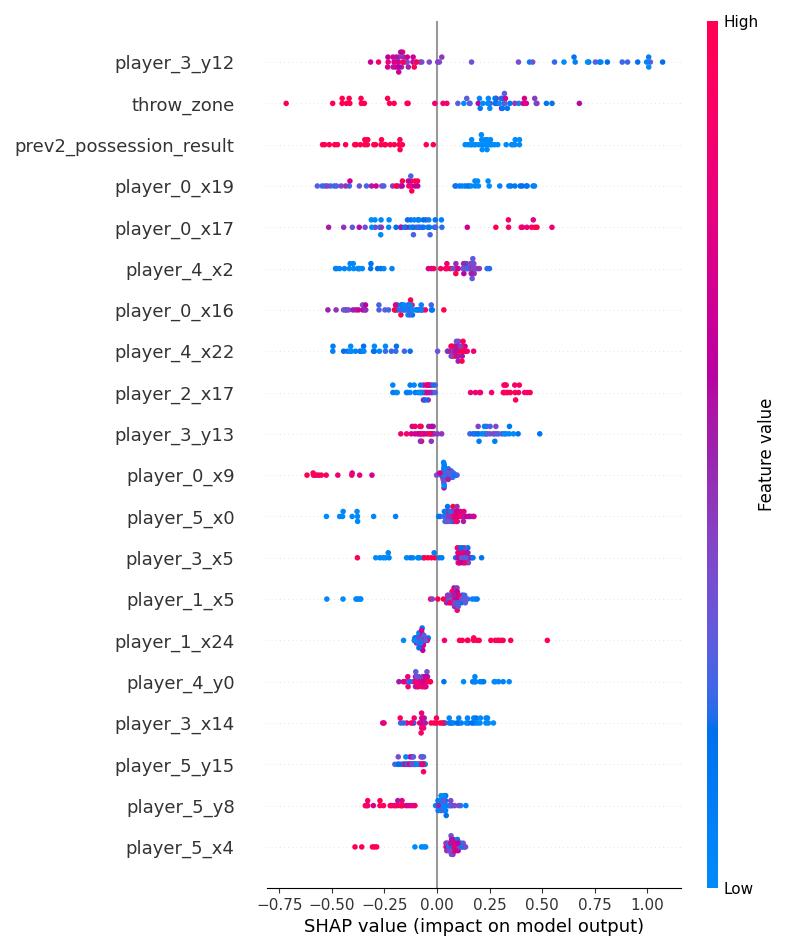 High
player_3_y12
throw_zone
prev2_possession_result
player_0_x19
player_0_x17
player_4_x2
player_0_x16
player_4_x22
player_2_x17
player_3_y13
player_0_x9
player_5_x0
player_3_x5
player_1_x5
player_1_x24
player_4_y0
player_3_x14
player_5_y15
player_5_y8
player_5_x4
Feature value
Low
−0.75 −0.50 −0.25 0.00 0.25 0.50 0.75 1.00
SHAP value (impact on model output)